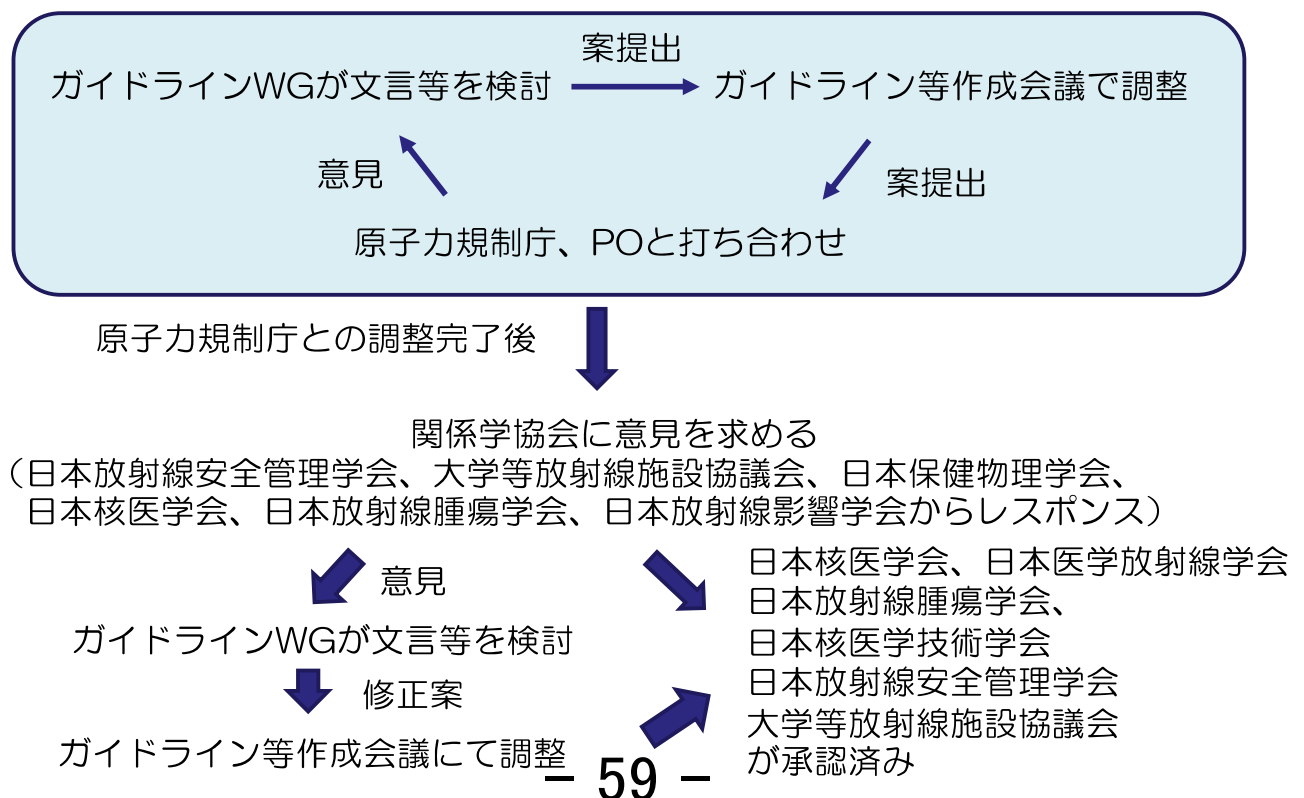 案提出
ガイドラインWGが文言等を検討
ガイドライン等作成会議で調整
意見
案提出
原子力規制庁、POと打ち合わせ
原子力規制庁との調整完了後
関係学協会に意見を求める
（日本放射線安全管理学会、大学等放射線施設協議会、日本保健物理学会、
日本核医学会、日本放射線腫瘍学会、日本放射線影響学会からレスポンス）
意見
ガイドラインWGが文言等を検討
修正案
ガイドライン等作成会議にて調整
日本核医学会、日本医学放射線学会
日本放射線腫瘍学会、
日本核医学技術学会
日本放射線安全管理学会
大学等放射線施設協議会
が承認済み
− 59 −